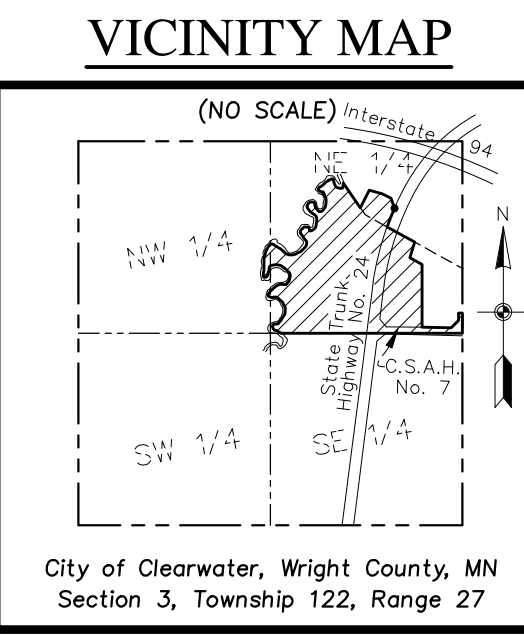 VICINITY MAP
(NO SCALE)
Interstate 94
NE 1/4
NW 1/4
N
State Trunk
Highway No. 24
C.S.A.H.
No. 7
SW 1/4
SE 1/4
City of Clearwater, Wright County, MN
Section 3, Township 122, Range 27